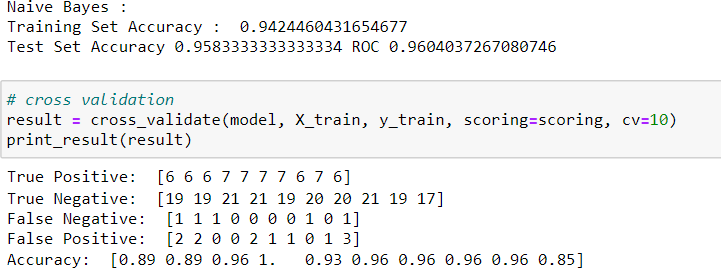 Naive Bayes :
Training Set Accuracy :  0.9424460431654677
Test Set Accuracy 0.9583333333333334 ROC 0.9604037267080746
# cross validation
result = cross_validate(model, X_train, y_train, scoring=scoring, cv=10)
print_result(result)
True Positive:  [6 6 6 7 7 7 7 6 7 6]
True Negative:  [19 19 21 21 19 20 20 21 19 17]
False Negative:  [1 1 1 0 0 0 0 1 0 1]
False Positive:  [2 2 0 0 2 1 1 0 1 3]
Accuracy:  [0.89 0.89 0.96 1.   0.93 0.96 0.96 0.96 0.96 0.85]